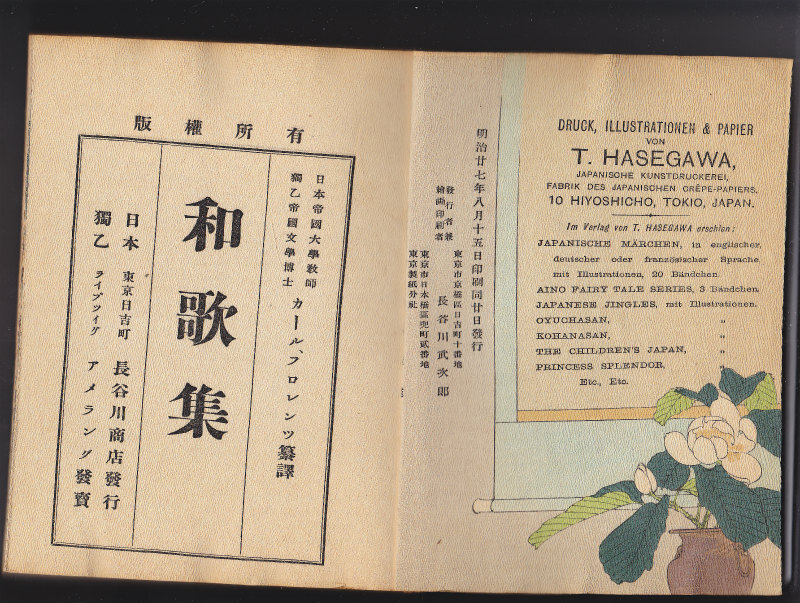 版權所有
日本帝國大學教師
獨乙帝國文學博士
カール、フロレンツ纂譯
和歌集
日本 東京日吉町 長谷川商店發行
獨乙 ライプツイグ アメラング發賣
DRUCK, ILLUSTRATIONEN & PAPIER
VON
T. HASEGAWA,
JAPANISCHE KUNSTDRUCKEREI,
FABRIK DES JAPANISCHEN CRÊPE-PAPIERS,
10 HIYOSHICHO, TOKIO, JAPAN.
Im Verlag von T. HASEGAWA erschien:
JAPANISCHE MÄRCHEN, in englischer,
deutscher oder französischer Sprache,
mit Illustrationen, 20 Bändchen.
AINO FAIRY TALE SERIES, 3 Bändchen.
JAPANESE JINGLES, mit Illustrationen.
OYUCHASAN, „
KOHANASAN, „
THE CHILDREN'S JAPAN, „
PRINCESS SPLENDOR, „
Etc., Etc.
明治廿七年八月十五日印刷同廿日發行
發行者兼
繪画印刷者
東京市京橋區日吉町十番地
長谷川武次郎
東京市日本橋區兜町貳番地
東京製紙分社